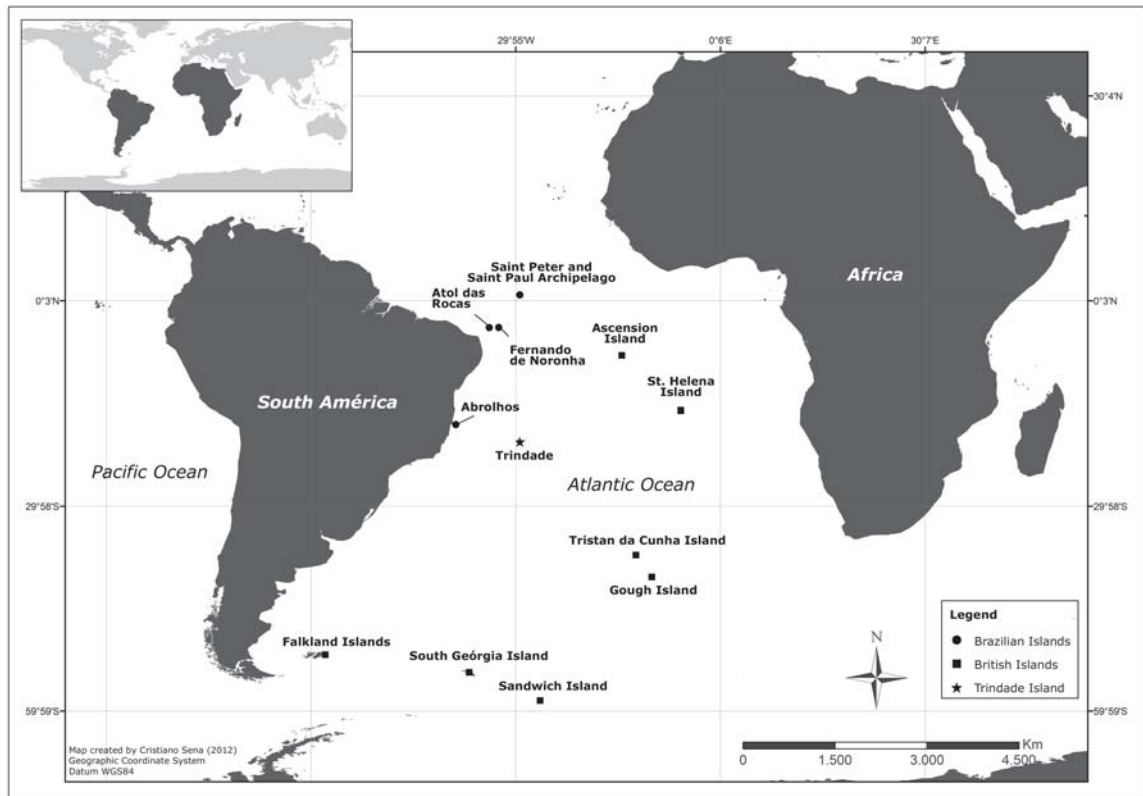 29°55'W
0°6'E
30°7'E
30°4'N
Saint Peter and
Saint Paul Archipelago
Africa
Atol das
Rocas
0°3'N
0°3'N
Ascension
Island
Fernando
de Noronha
St. Helena
Island
South América
Abrolhos
Trindade
Pacific Ocean
Atlantic Ocean
29°58'S
29°58'S
Tristan da Cunha Island
Gough Island
Legend
Brazilian Islands
British Islands
Trindade Island
N
Falkland Islands
South Geórgia Island
Sandwich Island
59°59'S
59°59'S
Map created by Cristiano Sena (2012)
Geographic Coordinate System
Datum WGS84
Km
0
1.500
3.000
4.500